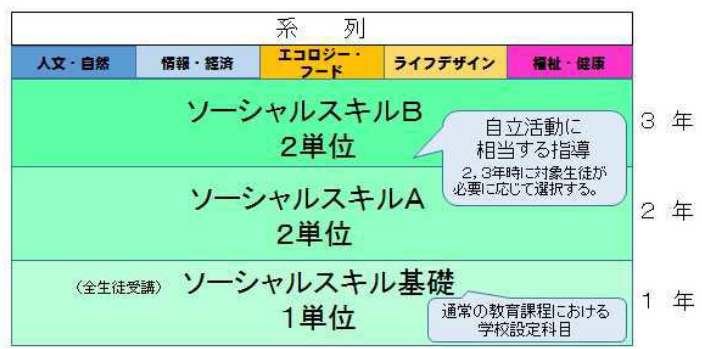 系 列
人文・自然 情報・経済 エコロジー・フード ライフデザイン 福祉・健康
ソーシャルスキルB
2単位
自立活動に
相当する指導
2,3年時に対象生徒が
必要に応じて選択する。
3 年
ソーシャルスキルA
2単位
2 年
(全生徒受講) ソーシャルスキル基礎
1単位
通常の教育課程における
学校設定科目
1 年